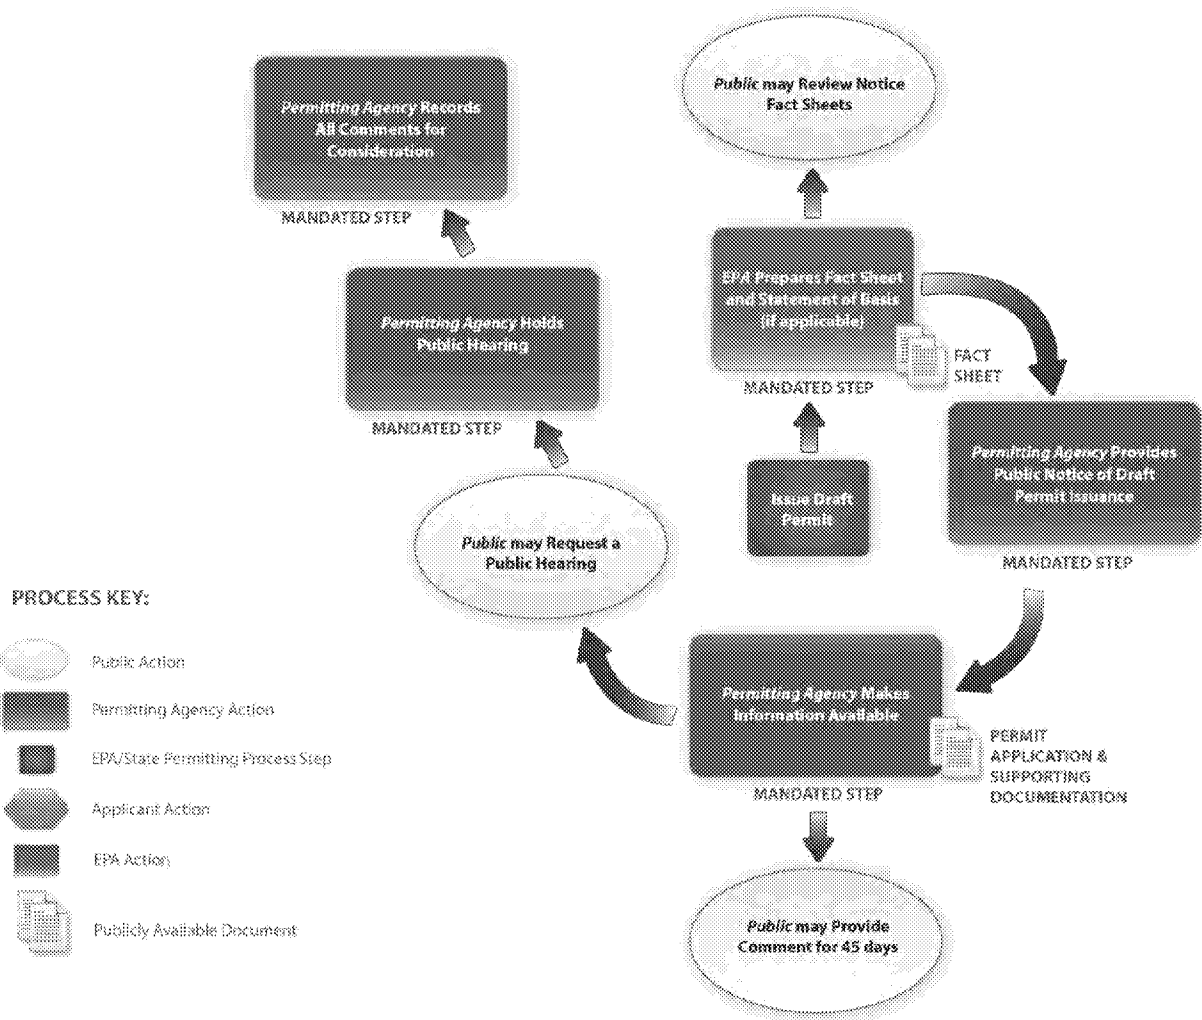 Public may Review Notice
Fact Sheets
Permitting Agency Records
All Comments for
Consideration
MANDATED STEP
EPA Prepares Fact Sheet
and Statement of Basis
(if applicable)
FACT
SHEET
MANDATED STEP
Permitting Agency Holds
Public Hearing
MANDATED STEP
Permitting Agency Provides
Public Notice of Draft
Permit Issuance
MANDATED STEP
Issue Draft
Permit
Public may Request a
Public Hearing
Permitting Agency Makes
Information Available
MANDATED STEP
PERMIT
APPLICATION &
SUPPORTING
DOCUMENTATION
Public may Provide
Comment for 45 days
PROCESS KEY:
Public Action
Permitting Agency Action
EPA/State Permitting Process Step
Applicant Action
EPA Action
Publicly Available Document